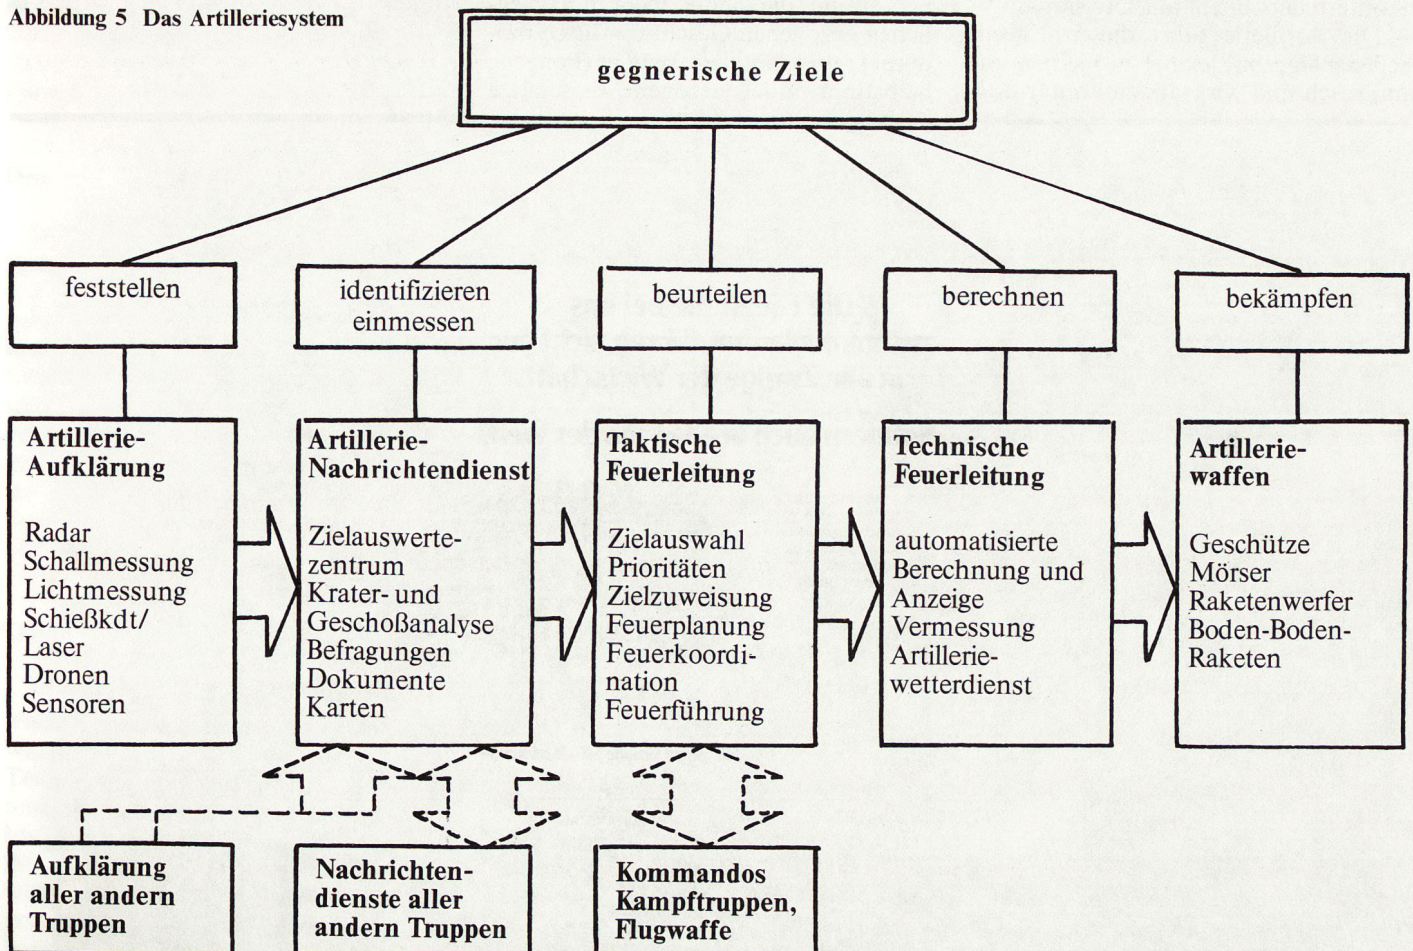 Abbildung 5 Das Artilleriesystem
gegnerische Ziele
feststellen
identifizieren
einmessen
beurteilen
berechnen
bekämpfen
Artillerie-
Aufklärung
Radar
Schallmessung
Lichtmessung
Schießkdt/
Laser
Dronen
Sensoren
Artillerie-
Nachrichtendienst
Zielauswerte-
zentrum
Krater- und
Geschoßanalyse
Befragungen
Dokumente
Karten
Taktische
Feuerleitung
Zielauswahl
Prioritäten
Zielzuweisung
Feuerplanung
Feuerkoordi-
nation
Feuerführung
Technische
Feuerleitung
automatisierte
Berechnung und
Anzeige
Vermessung
Artillerie-
wetterdienst
Artillerie-
waffen
Geschütze
Mörser
Raketenwerfer
Boden-Boden-
Raketen
Aufklärung
aller andern
Truppen
Nachrichten-
dienste aller
andern Truppen
Kommandos
Kampftruppen,
Flugwaffe